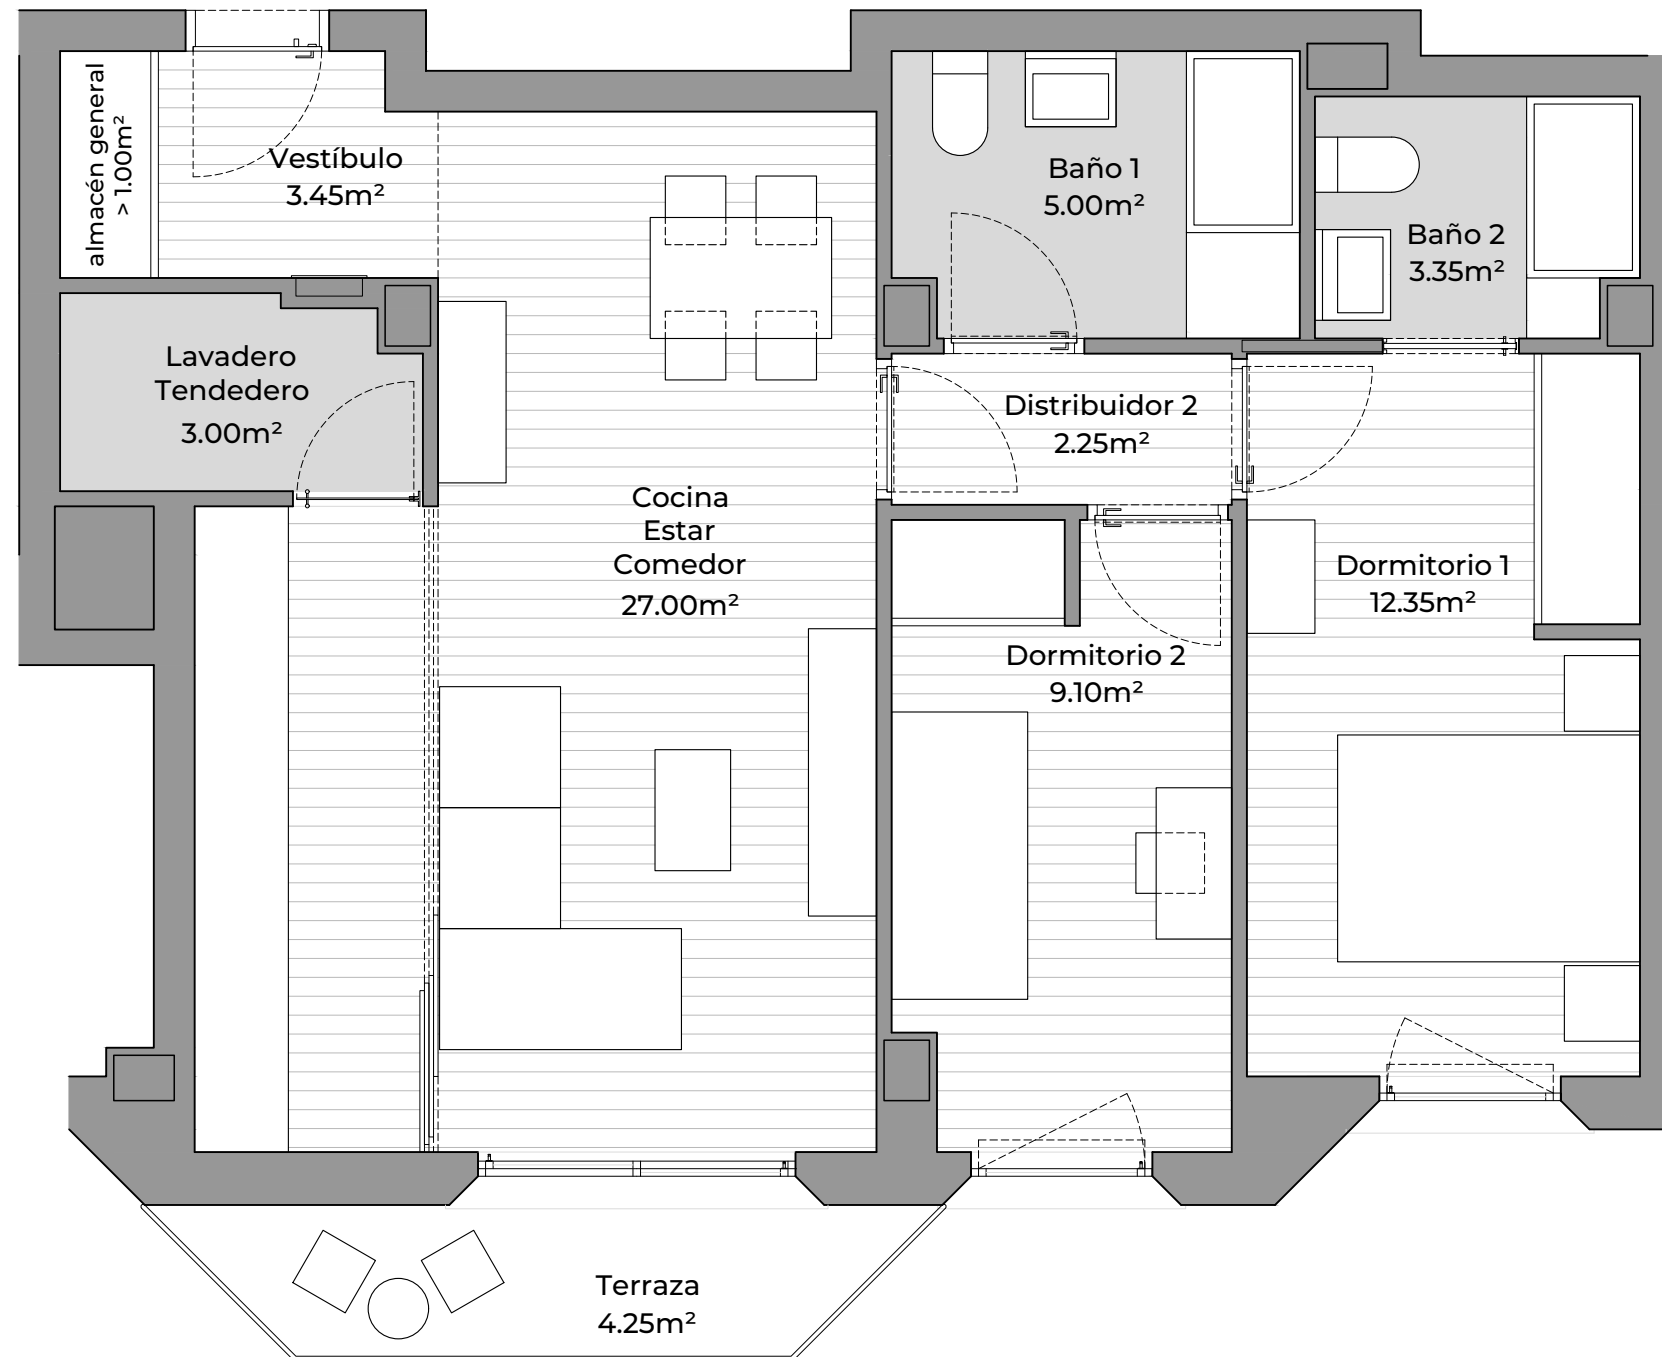 almacén general
> 1.00m²
Vestíbulo
3.45m²
Baño 1
5.00m²
Baño 2
3.35m²
Lavadero
Tendedero
3.00m²
Distribuidor 2
2.25m²
Cocina
Estar
Comedor
27.00m²
Dormitorio 1
12.35m²
Dormitorio 2
9.10m²
Terraza
4.25m²